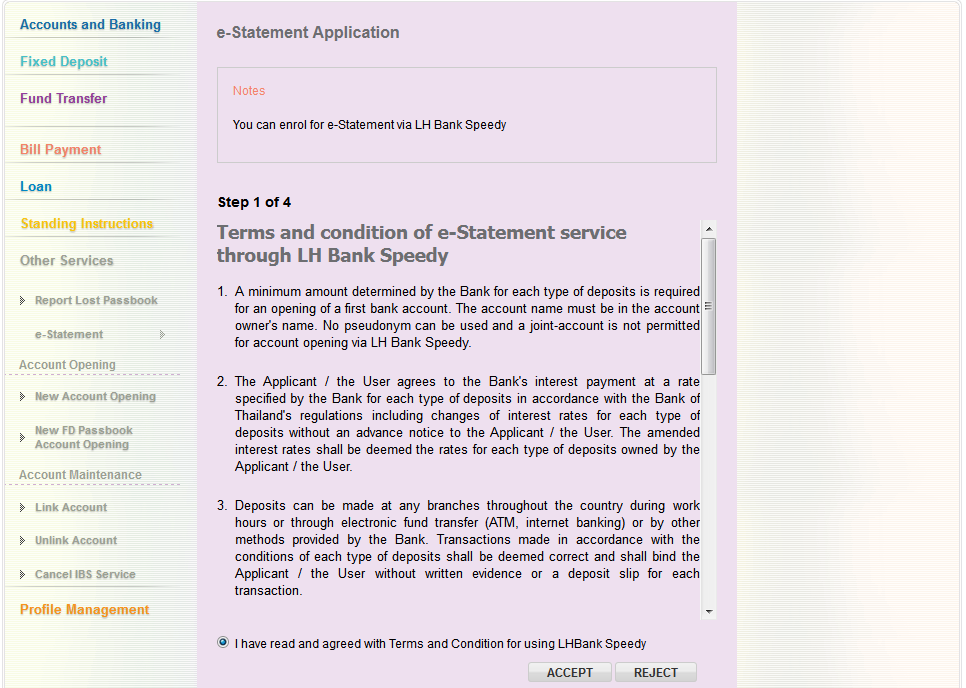 Accounts and Banking
Fixed Deposit
Fund Transfer
Bill Payment
Loan
Standing Instructions
Other Services
Report Lost Passbook
e-Statement
Account Opening
New Account Opening
New FD Passbook
Account Opening
Account Maintenance
Link Account
Unlink Account
Cancel IBS Service
Profile Management
e-Statement Application
Notes
You can enrol for e-Statement via LH Bank Speedy
Step 1 of 4
Terms and condition of e-Statement service
through LH Bank Speedy
1. A minimum amount determined by the Bank for each type of deposits is required
for an opening of a first bank account. The account name must be in the account
owner's name. No pseudonym can be used and a joint-account is not permitted
for account opening via LH Bank Speedy.
2. The Applicant / the User agrees to the Bank's interest payment at a rate
specified by the Bank for each type of deposits in accordance with the Bank of
Thailand's regulations including changes of interest rates for each type of
deposits without an advance notice to the Applicant / the User. The amended
interest rates shall be deemed the rates for each type of deposits owned by the
Applicant / the User.
3. Deposits can be made at any branches throughout the country during work
hours or through electronic fund transfer (ATM, internet banking) or by other
methods provided by the Bank. Transactions made in accordance with the
conditions of each type of deposits shall be deemed correct and shall bind the
Applicant / the User without written evidence or a deposit slip for each
transaction.
I have read and agreed with Terms and Condition for using LHBank Speedy
ACCEPT REJECT